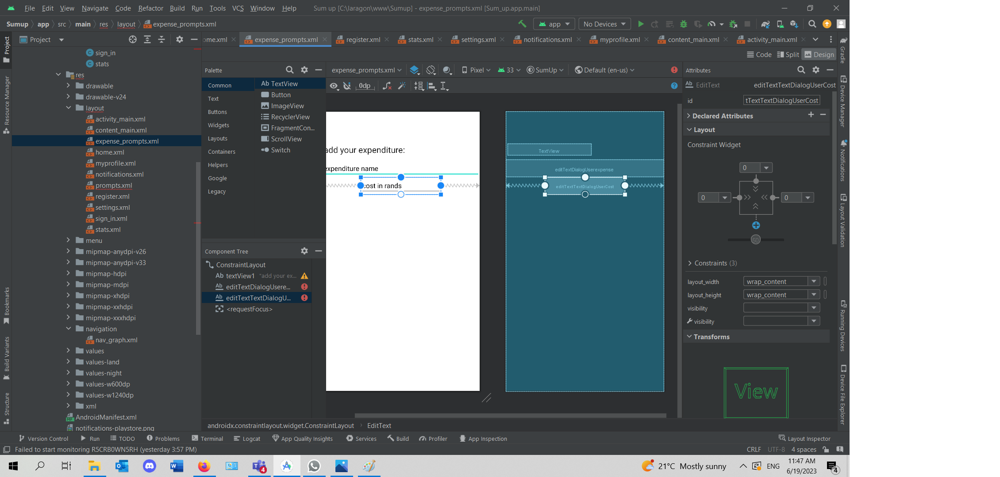 File Edit View Navigate Code Refactor Build Run Tools VCS Window Help Sum up [C:\laragon\www\Sumup] - expense_prompts.xml [Sum_up.app.main]
Sumup app src main res layout expense_prompts.xml
app No Devices
Project
ome.xml expense_prompts.xml register.xml stats.xml settings.xml notifications.xml myprofile.xml content_main.xml activity_main.xml
Code Split Design
sign_in
stats
res
drawable
drawable-v24
layout
activity_main.xml
content_main.xml
expense_prompts.xml
home.xml
myprofile.xml
notifications.xml
prompts.xml
register.xml
settings.xml
sign_in.xml
stats.xml
menu
mipmap-anydpi-v26
mipmap-anydpi-v33
mipmap-hdpi
mipmap-mdpi
mipmap-xhdpi
mipmap-xxhdpi
mipmap-xxxhdpi
navigation
nav_graph.xml
values
values-land
values-night
values-w600dp
values-w1240dp
xml
AndroidManifest.xml
notifications-playstore.png
Project
Resource Manager
Bookmarks
Build Variants
Structure
Palette
Common
Text
Buttons
Widgets
Layouts
Containers
Helpers
Google
Legacy
Ab TextView
Button
ImageView
RecyclerView
FragmentCon...
ScrollView
Switch
Component Tree
ConstraintLayout
Ab textView1 "add your ex...
Ab editTextDialogUsere...
Ab editTextTextDialogU...
<requestFocus>
expense_prompts.xml Pixel 33 SumUp Default (en-us)
0dp
add your expenditure:
expenditure name
cost in rands
TextView
editTextDialogUserexpense
editTextTextDialogUserCost
Attributes
Ab EditText editTextTextDialogUserCost
id tTextTextDialogUserCost
Declared Attributes
Layout
Constraint Widget
0
0 0
50
Constraints (3)
layout_width wrap_content
layout_height wrap_content
visibility
visibility
Transforms
View
Gradle
Device Manager
Notifications
Layout Validation
Running Devices
Device File Explorer
androidx.constraintlayout.widget.ConstraintLayout EditText
Version Control Run TODO Problems Terminal Logcat App Quality Insights Services Build Profiler App Inspection Layout Inspector
Failed to start monitoring R5CRB0WN5RH (yesterday 3:57 PM) CRLF UTF-8 4 spaces
4
21°C Mostly sunny ENG 11:47 AM
6/19/2023
4